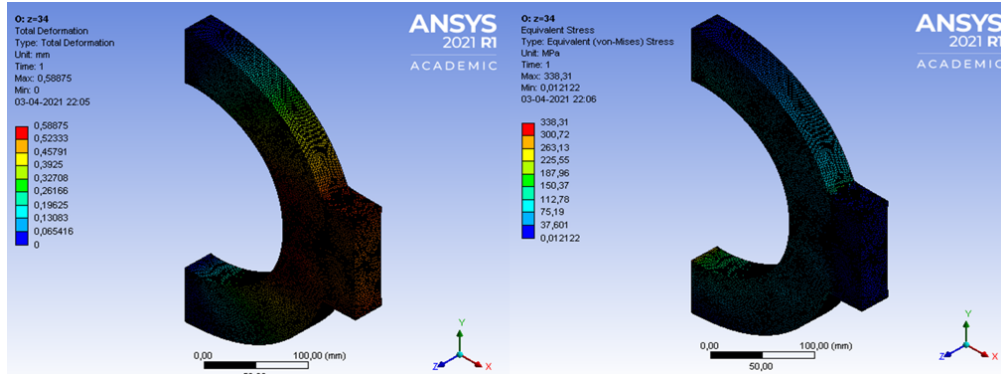 O: z=34
Total Deformation
Type: Total Deformation
Unit: mm
Time: 1
Max: 0,58875
Min: 0
03-04-2021 22:05
0,58875
0,52333
0,45791
0,3925
0,32708
0,26166
0,19625
0,13083
0,065416
0
ANSYS
2021 R1
ACADEMIC
0,00
100,00 (mm)
Y
Z
X
O: z=34
Equivalent Stress
Type: Equivalent (von-Mises) Stress
Unit: MPa
Time: 1
Max: 338,31
Min: 0,012122
03-04-2021 22:06
338,31
300,72
263,13
225,55
187,96
150,37
112,78
75,19
37,601
0,012122
ANSYS
2021 R1
ACADEMIC
0,00
100,00 (mm)
50,00
Y
Z
X